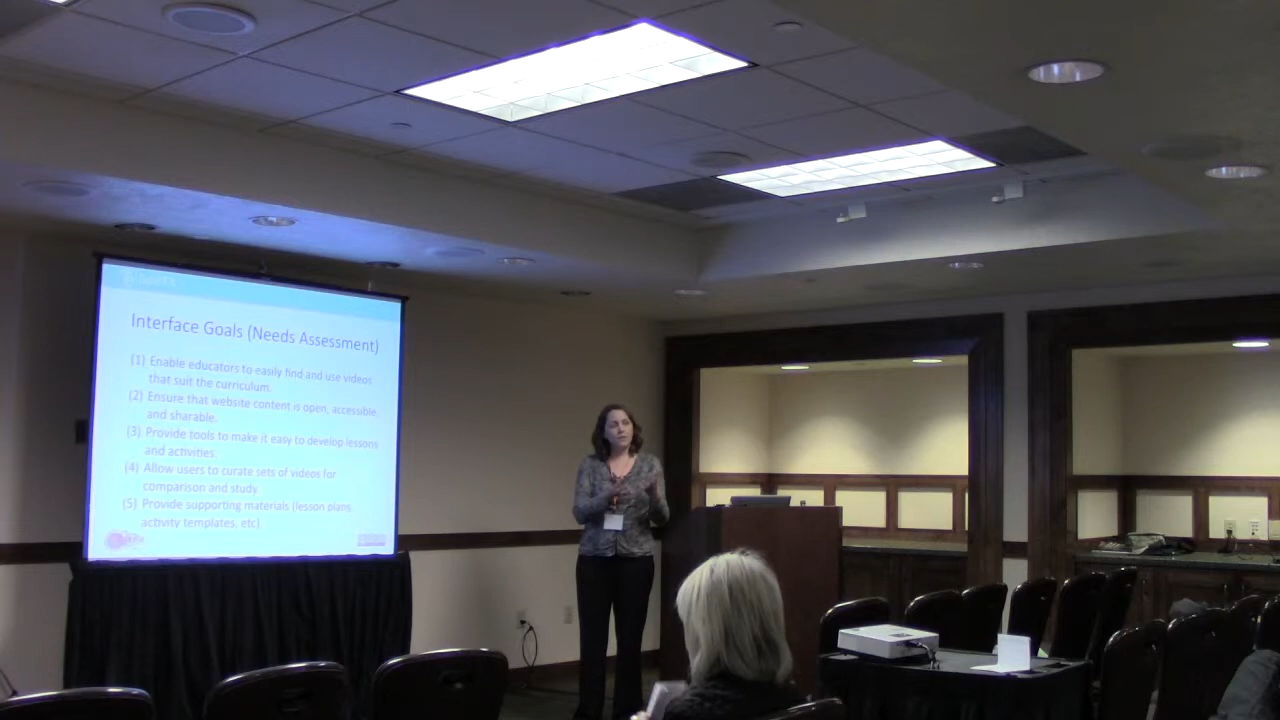 Interface Goals (Needs Assessment)
(1) Enable educators to easily find and use videos
that suit the curriculum.
(2) Ensure that website content is open, accessible,
and sharable.
(3) Provide tools to make it easy to develop lessons
and activities.
(4) Allow users to curate sets of videos for
comparison and study.
(5) Provide supporting materials (lesson plans,
activity templates, etc).